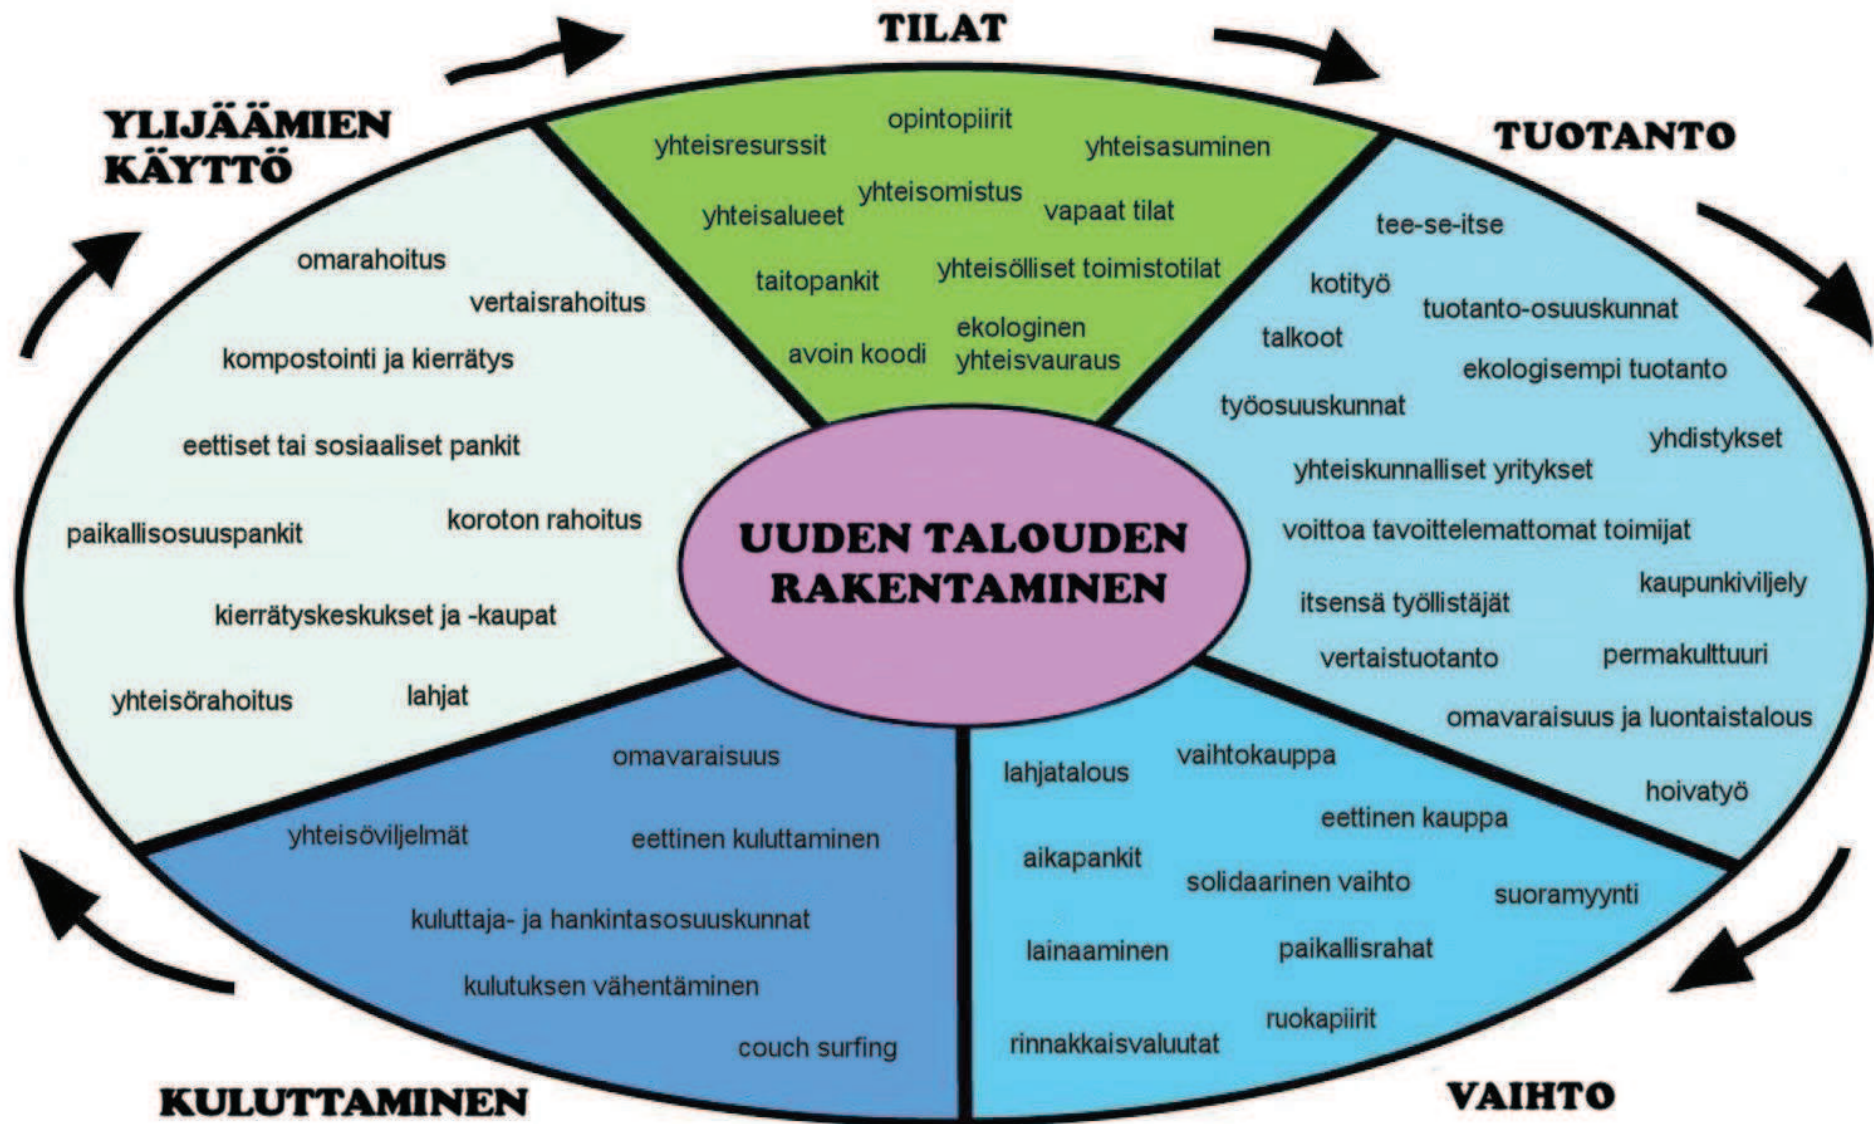 TILAT
YLIJÄÄMIEN
KÄYTTÖ
TUOTANTO
opintopiirit
yhteisresurssit
yhteisasuminen
yhteisomistus
yhteisalueet
vapaat tilat
yhteisölliset toimistotilat
taitopankit
ekologinen
yhteisvauraus
avoin koodi
tee-se-itse
kotityö
tuotanto-osuuskunnat
talkoot
ekologisempi tuotanto
työosuuskunnat
yhdistykset
yhteiskunnalliset yritykset
voittoa tavoittelemattomat toimijat
kaupunkiviljely
itsensä työllistäjät
vertaistuotanto
permakulttuuri
omavaraisuus ja luontaistalous
hoivatyö
omarahoitus
vertaisrahoitus
kompostointi ja kierrätys
eettiset tai sosiaaliset pankit
koroton rahoitus
paikallisosuuspankit
kierrätyskeskukset ja -kaupat
lahjat
yhteisörahoitus
UUDEN TALOUDEN
RAKENTAMINEN
omavaraisuus
yhteisöviljelmät
eettinen kuluttaminen
kuluttaja- ja hankintasosuuskunnat
kulutuksen vähentäminen
couch surfing
vaihtokauppa
lahjatalous
eettinen kauppa
aikapankit
solidaarinen vaihto
suoramyynti
lainaaminen
paikallisrahat
ruokapiirit
rinnakkaisvaluutat
KULUTTAMINEN
VAIHTO